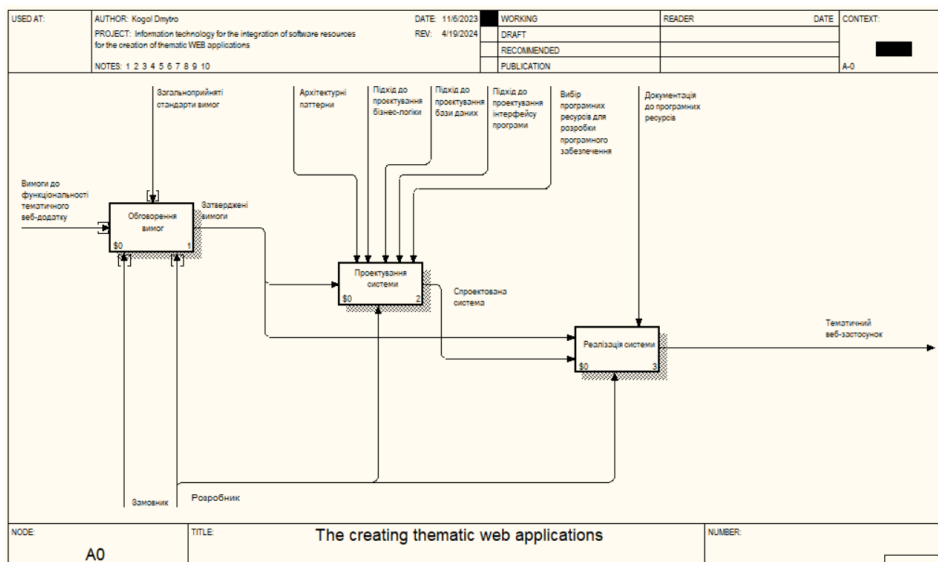 USED AT:
AUTHOR: Kogol Dmytro
DATE: 11/6/2023
WORKING
READER
DATE
CONTEXT:
PROJECT: Information technology for the integration of software resources
for the creation of thematic WEB applications
REV: 4/19/2024
DRAFT
RECOMMENDED
NOTES: 1 2 3 4 5 6 7 8 9 10
PUBLICATION
A-0
Загальноприйняті
стандарти вимог
Архітектурні
паттерни
Підхід до
проєктування
бізнес-логіки
Підхід до
проєктування
бази даних
Підхід до
проектування
інтерфейсу
програми
Вибір
програмних
ресурсів для
розробки
програмного
забезпечення
Документація
до програмних
ресурсів
Вимоги до
функціональності
тематичного
веб-додатку
Обговорення
вимог
$0
1
Затверджені
вимоги
Проектування
системи
$0
2
Спроектована
система
Реалізація системи
$0
3
Тематичний
веб-застосунок
Замовник
Розробник
NODE:
A0
TITLE:
The creating thematic web applications
NUMBER: